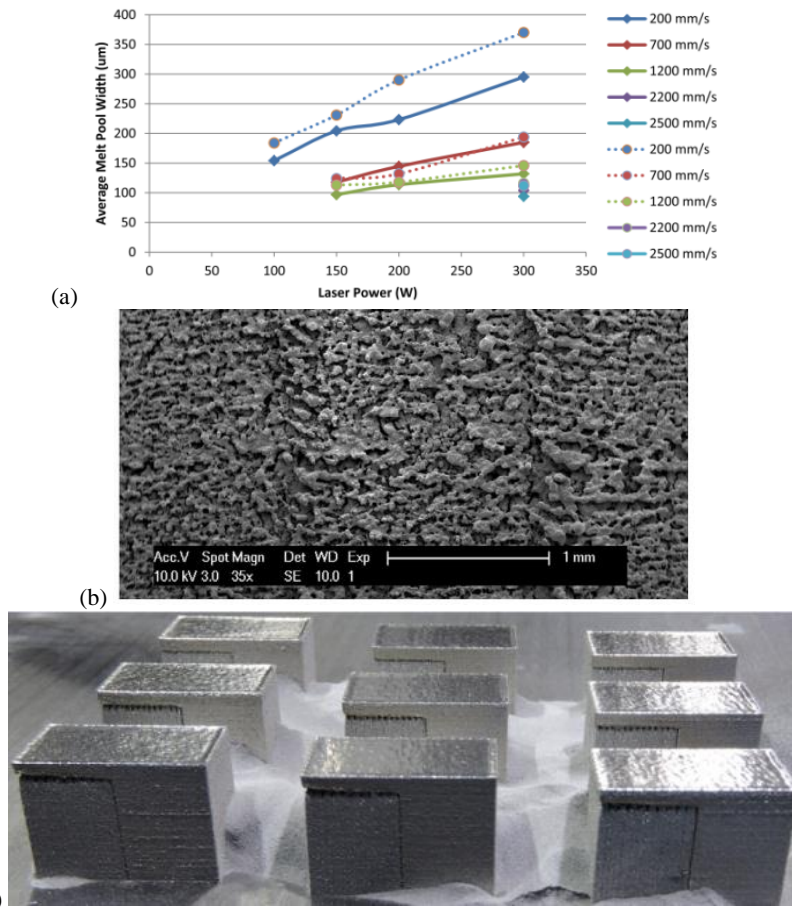 400
350
300
250
200
150
100
50
0
Average Melt Pool Width (um)
0 50 100 150 200 250 300 350
Laser Power (W)
200 mm/s
700 mm/s
1200 mm/s
2200 mm/s
2500 mm/s
200 mm/s
700 mm/s
1200 mm/s
2200 mm/s
2500 mm/s
(a)
Acc.V Spot Magn Det WD Exp 1 mm
10.0 kV 3.0 35x SE 10.0 1
(b)
)